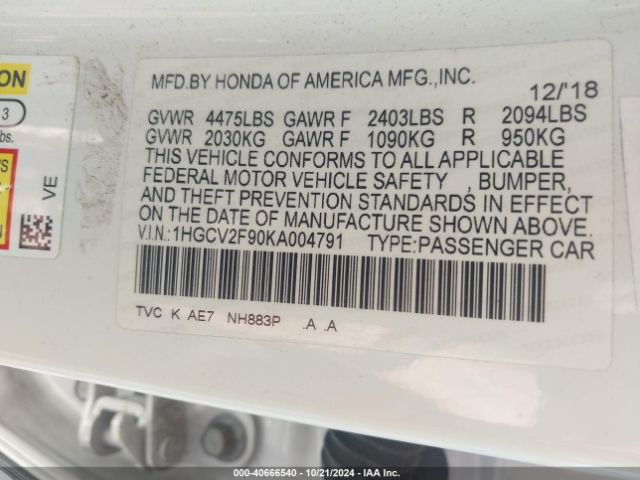 MFD.BY HONDA OF AMERICA MFG.,INC.
12/'18
GVWR 4475LBS GAWR F 2403LBS R 2094LBS
GVWR 2030KG GAWR F 1090KG R 950KG
THIS VEHICLE CONFORMS TO ALL APPLICABLE
FEDERAL MOTOR VEHICLE SAFETY , BUMPER,
AND THEFT PREVENTION STANDARDS IN EFFECT
ON THE DATE OF MANUFACTURE SHOWN ABOVE.
V.I.N.:1HGCV2F90KA004791 TYPE:PASSENGER CAR
TVC K AE7 NH883P .A .A
ON
3
bs.
'S
VE
000-40666540 - 10/21/2024 - IAA Inc.